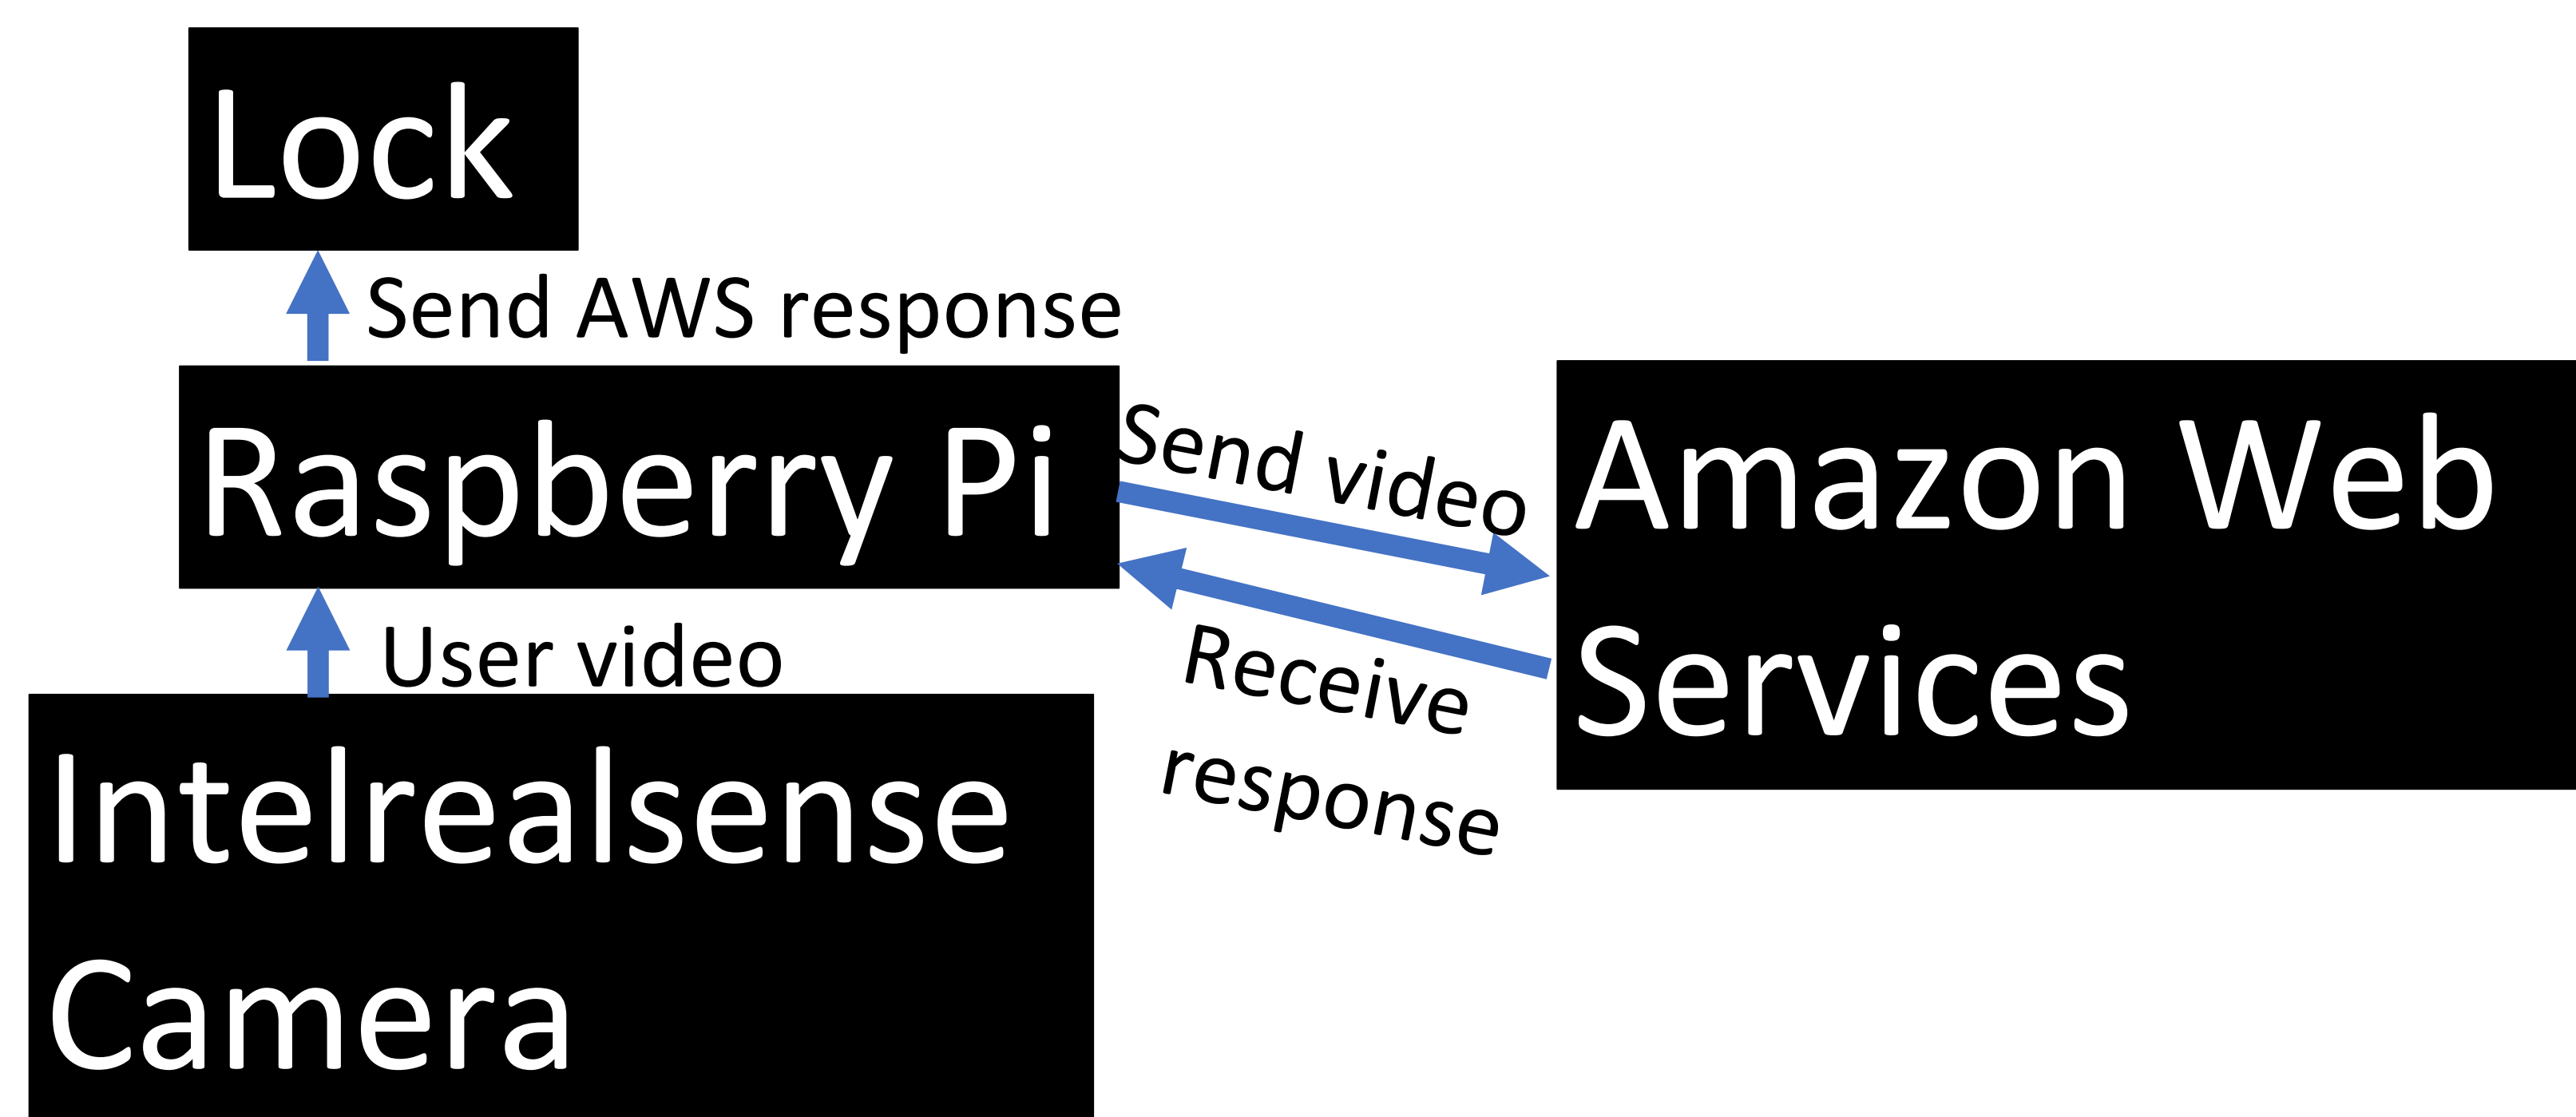 Lock
Send AWS response
Raspberry Pi
Send video
Amazon Web
Services
Receive
response
User video
Intelrealsense
Camera